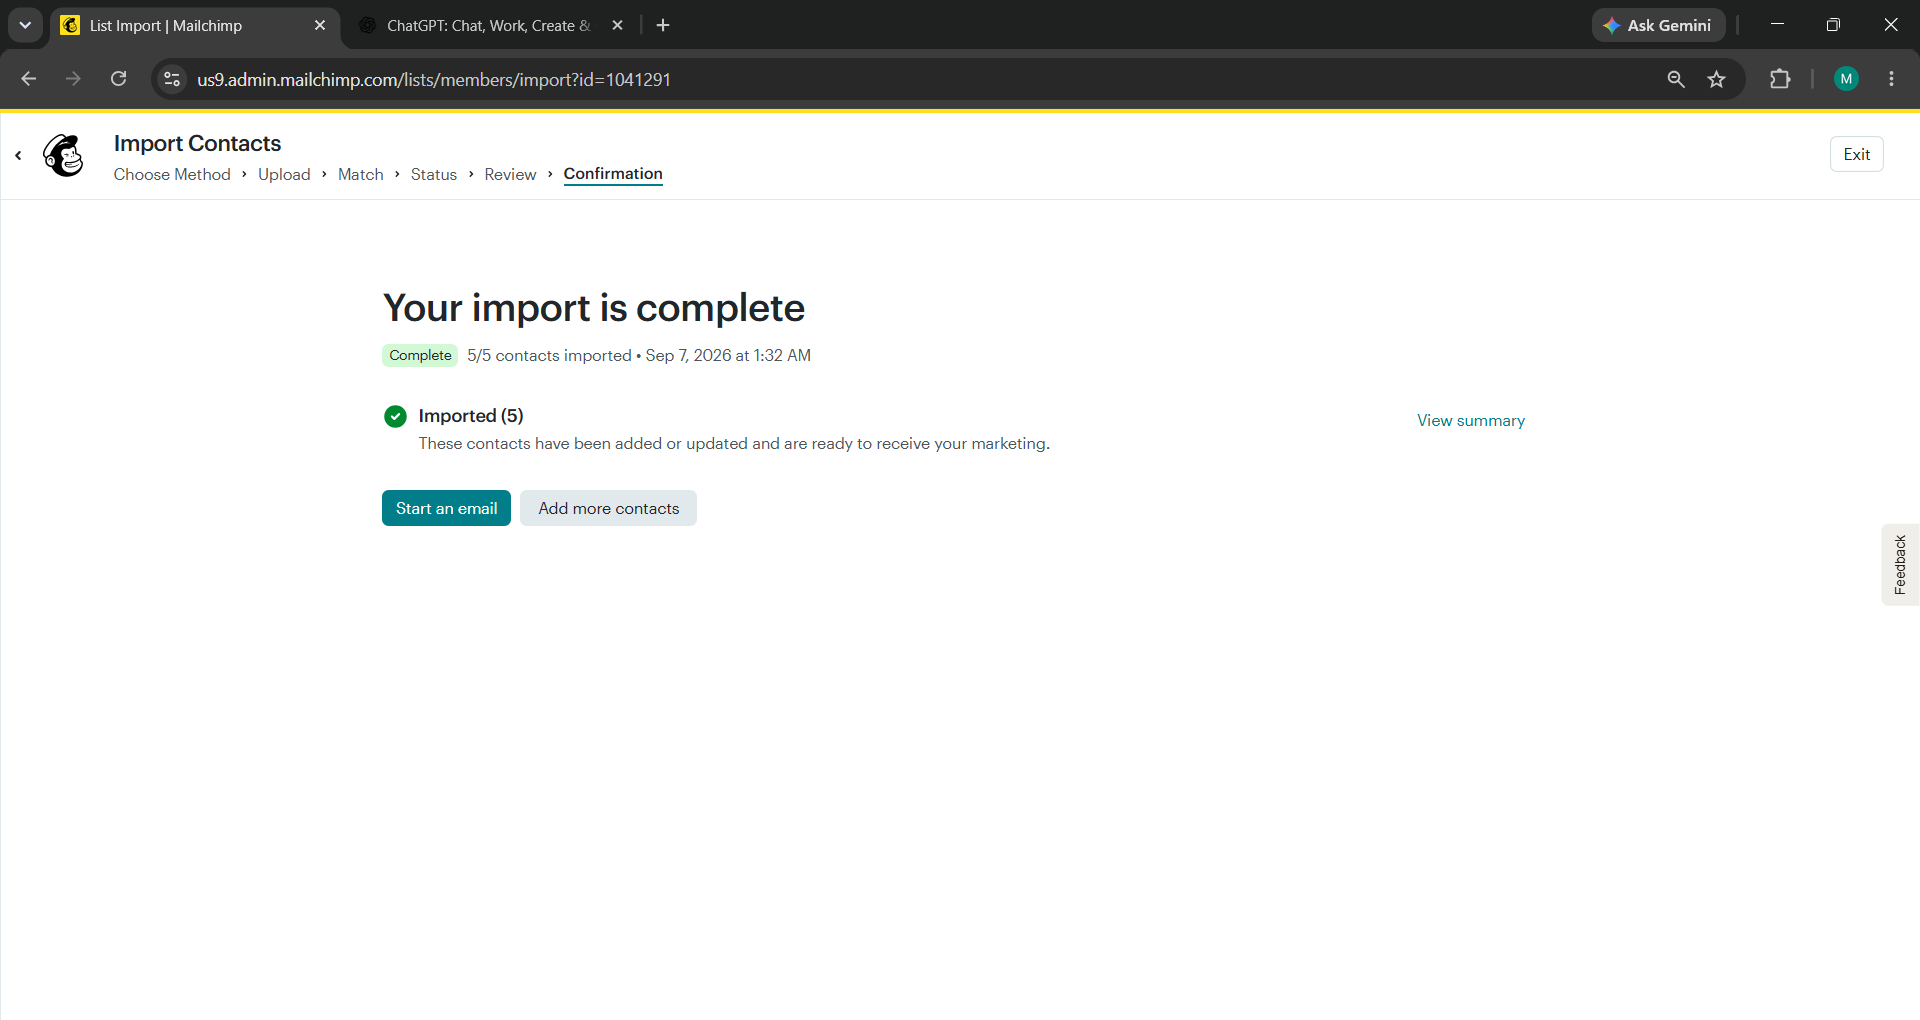 List Import | Mailchimp
ChatGPT: Chat, Work, Create &
Ask Gemini
us9.admin.mailchimp.com/lists/members/import?id=1041291
M
Import Contacts
Choose Method › Upload › Match › Status › Review › Confirmation
Exit
Your import is complete
Complete 5/5 contacts imported • Sep 7, 2026 at 1:32 AM
Imported (5)
View summary
These contacts have been added or updated and are ready to receive your marketing.
Start an email
Add more contacts
Feedback